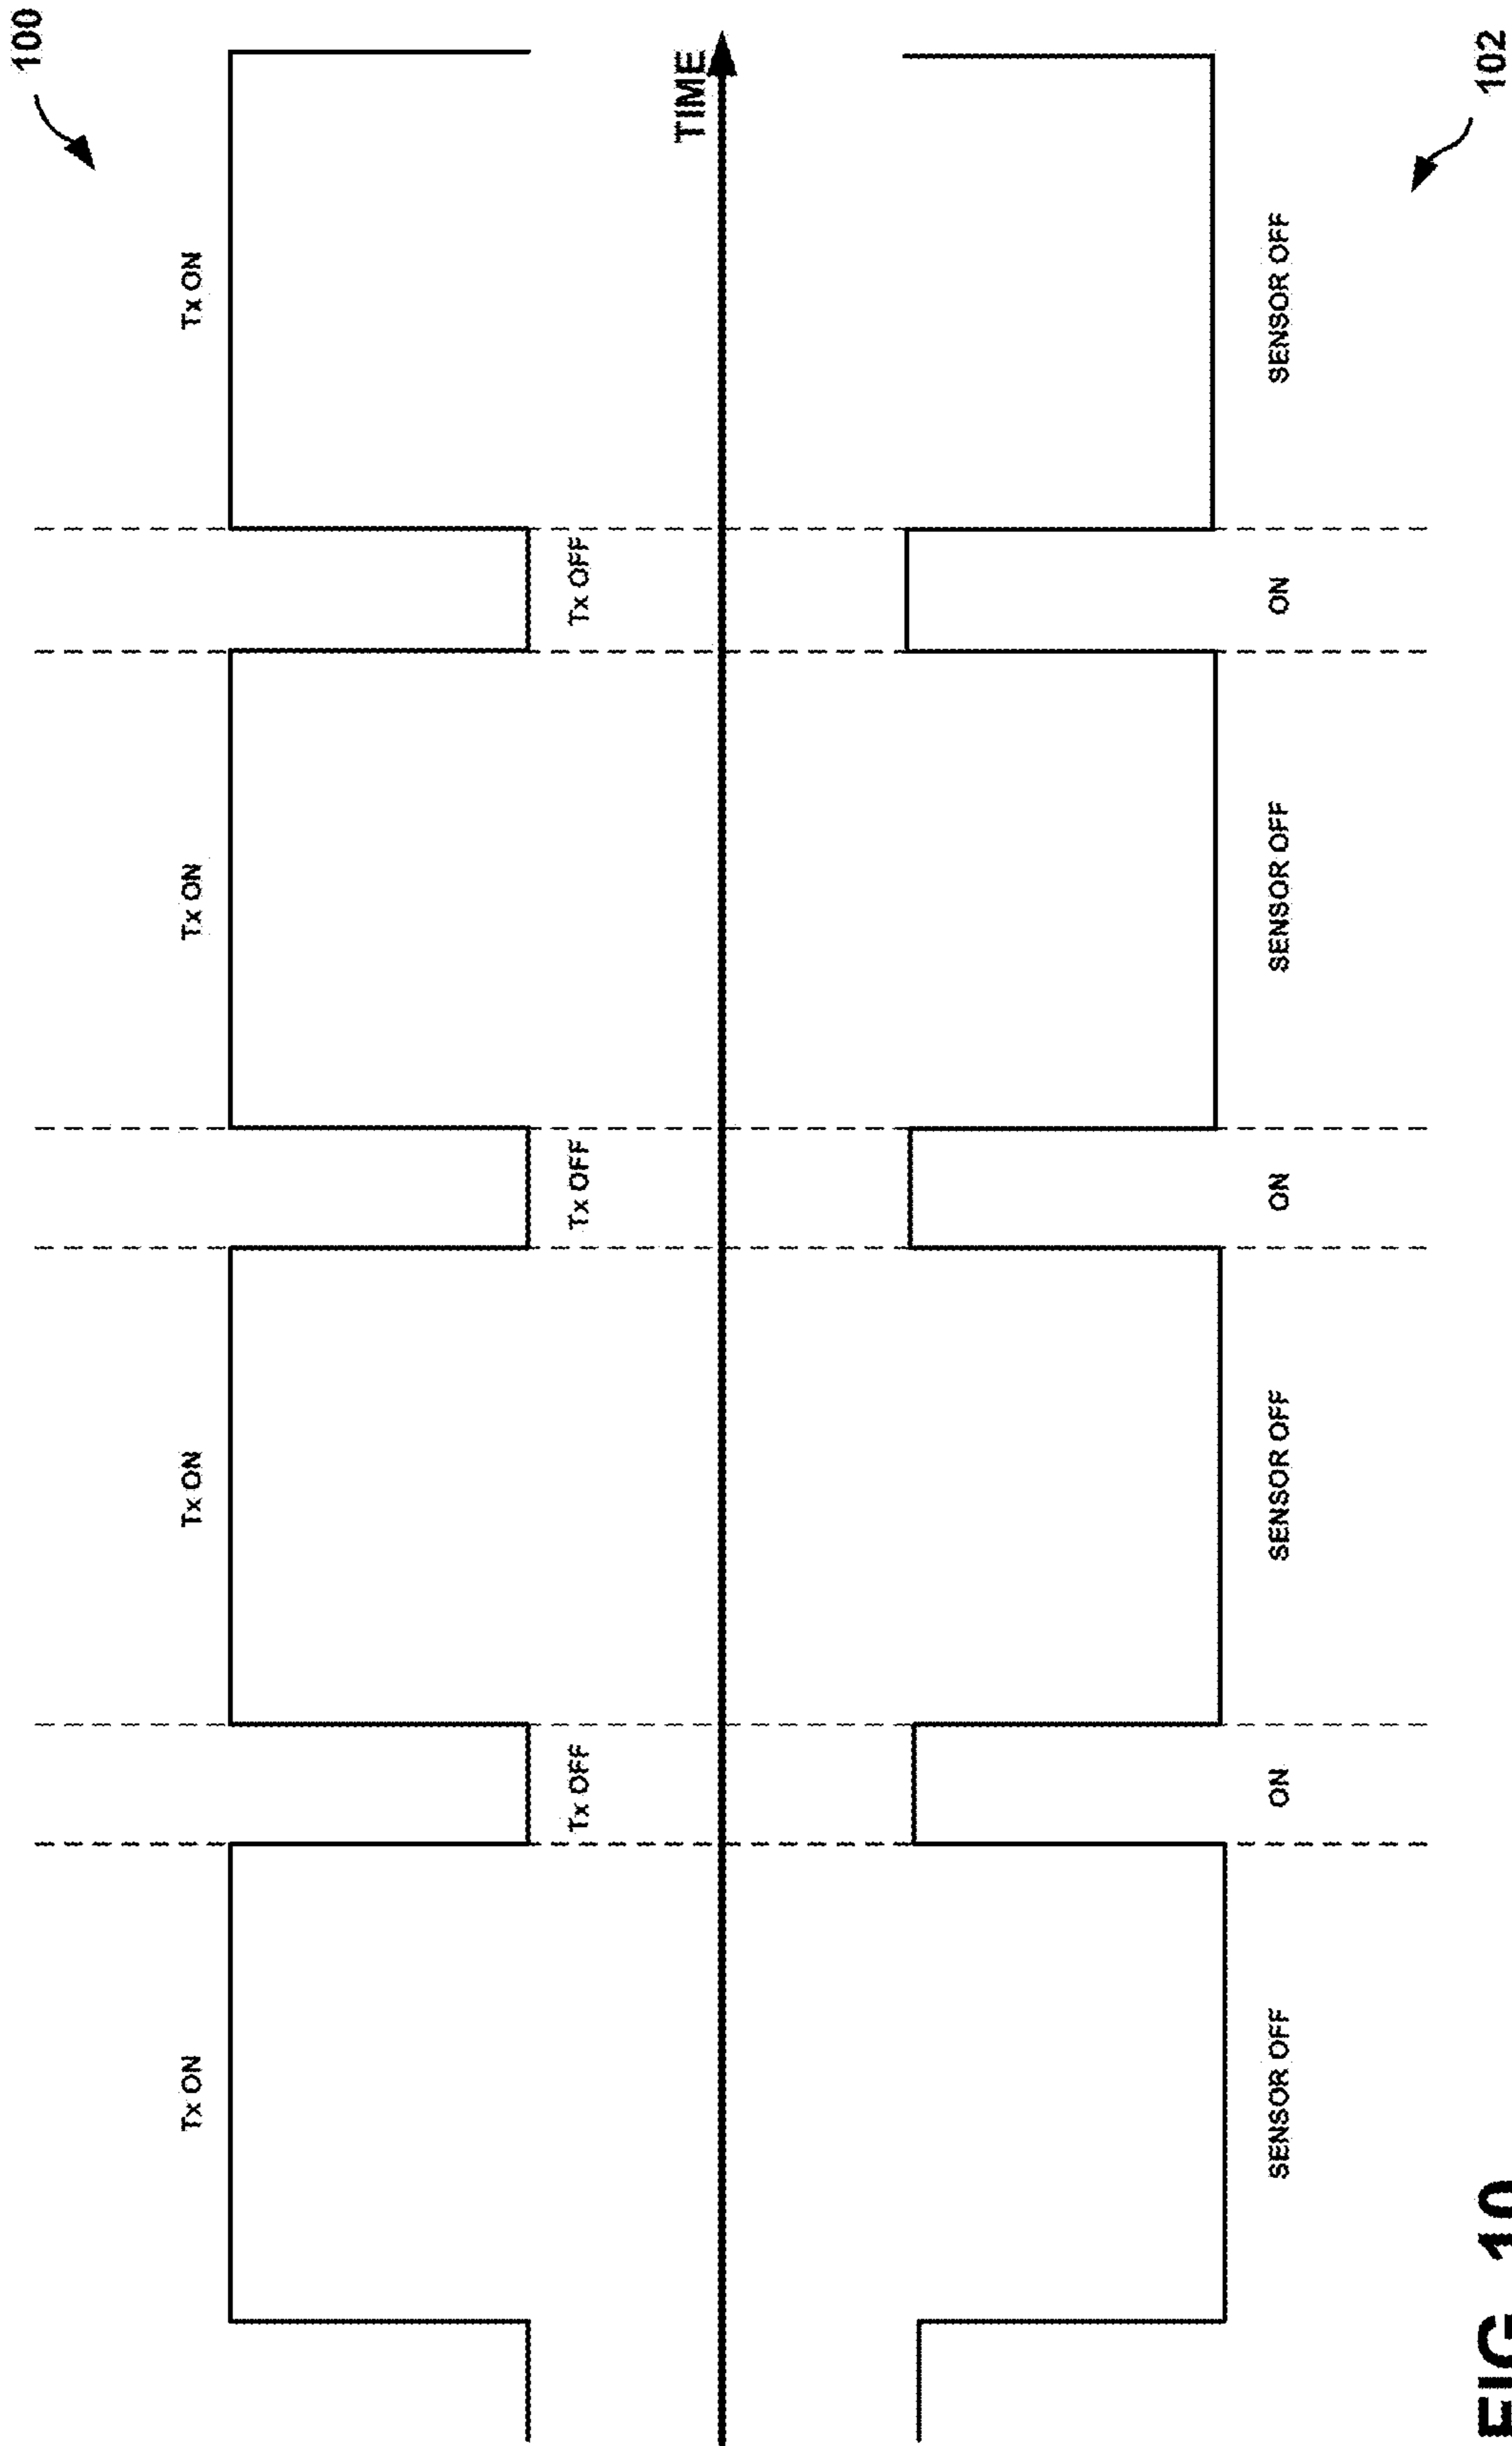 100
Tx ON
Tx ON
Tx ON
Tx ON
Tx OFF
Tx OFF
Tx OFF
TIME
SENSOR OFF
ON
SENSOR OFF
ON
SENSOR OFF
ON
SENSOR OFF
102
FIG. 10